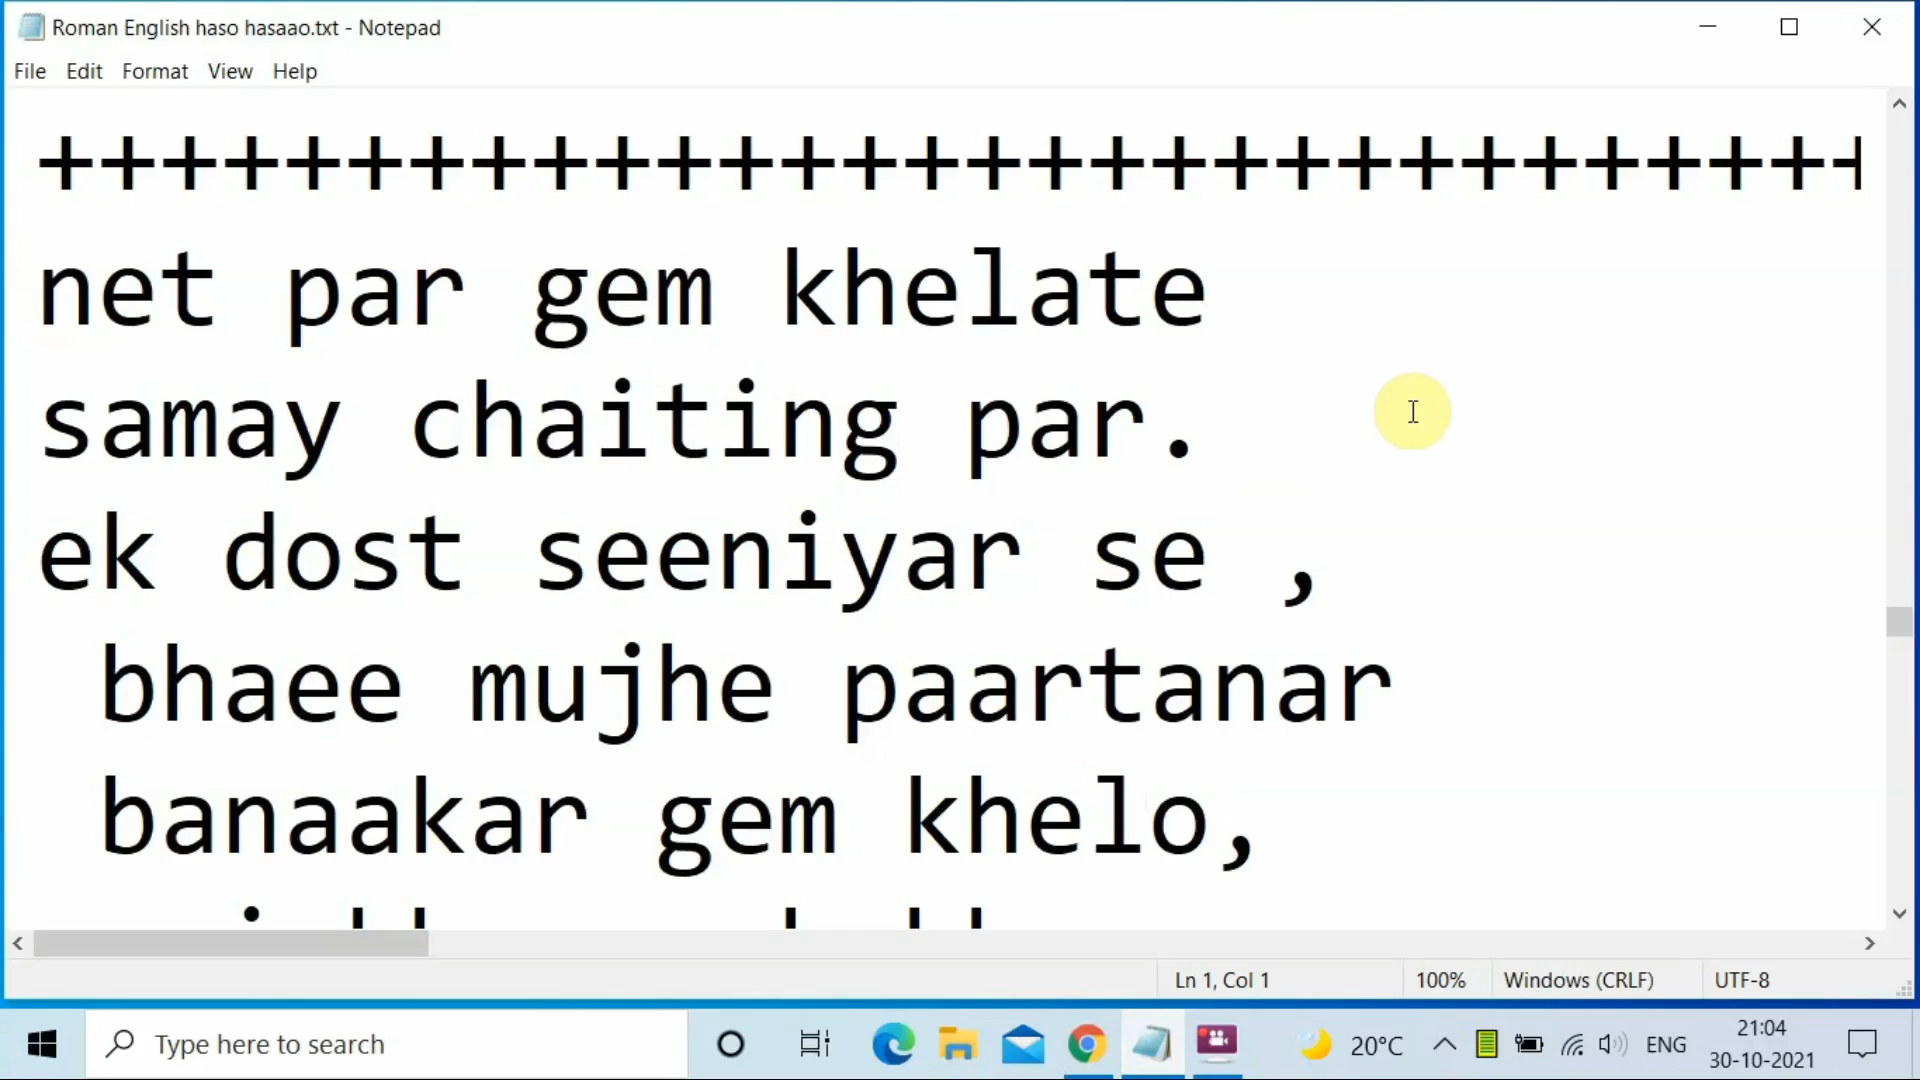 Roman English haso hasaao.txt - Notepad
File Edit Format View Help
++++++++++++++++++++++++++++++
net par gem khelate
samay chaiting par.
ek dost seeniyar se ,
bhaee mujhe paartanar
banaakar gem khelo,
Ln 1, Col 1 100% Windows (CRLF) UTF-8
Type here to search
20°C ENG
21:04
30-10-2021